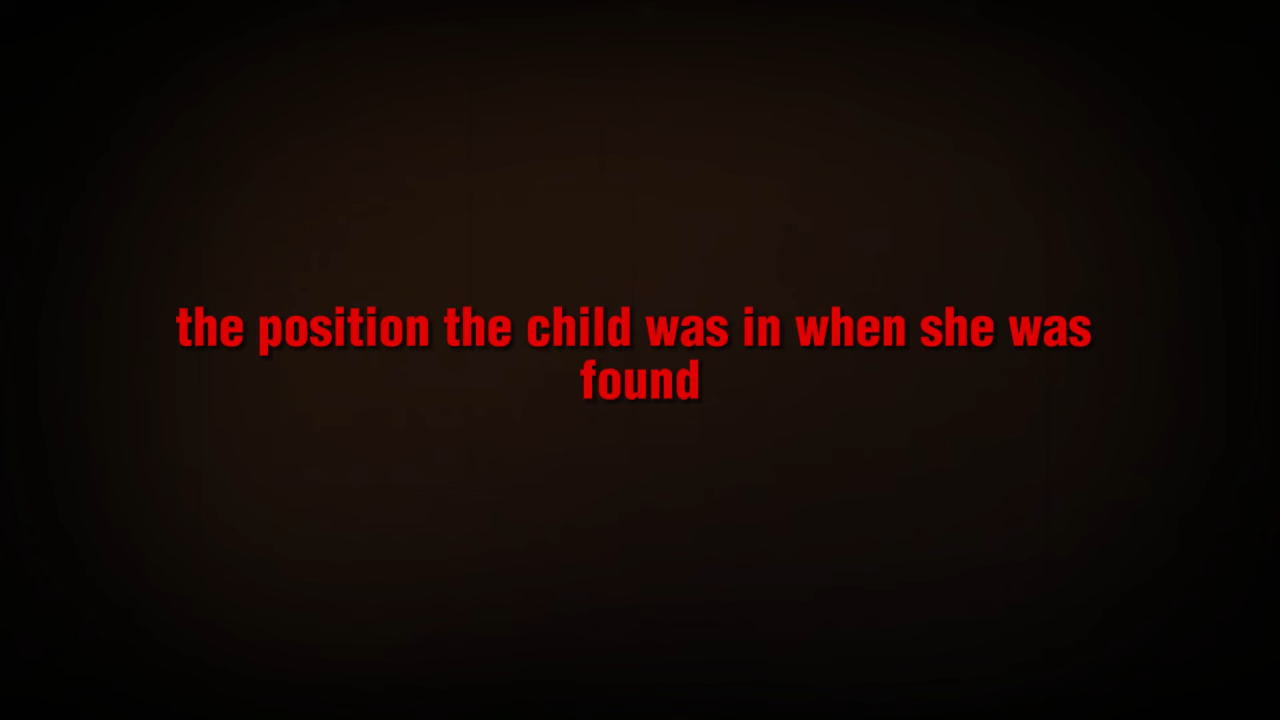 the position the child was in when she was
found